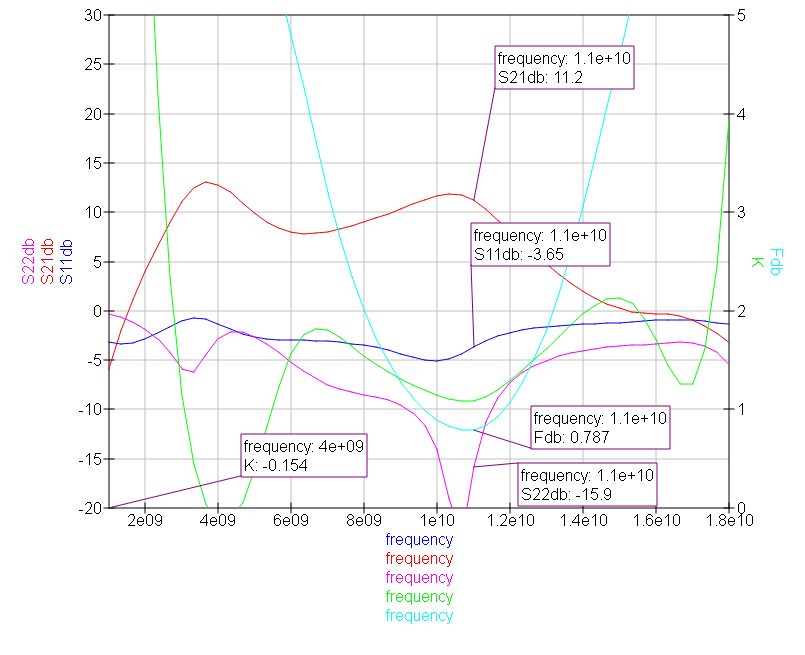 30
25
20
15
10
5
0
-5
-10
-15
-20
5
4
3
2
1
0
S22db
S21db
S11db
Fdb
K
frequency: 1.1e+10
S21db: 11.2
frequency: 1.1e+10
S11db: -3.65
frequency: 1.1e+10
Fdb: 0.787
frequency: 4e+09
K: -0.154
frequency: 1.1e+10
S22db: -15.9
2e09 4e09 6e09 8e09 1e10 1.2e10 1.4e10 1.6e10 1.8e10
frequency
frequency
frequency
frequency
frequency